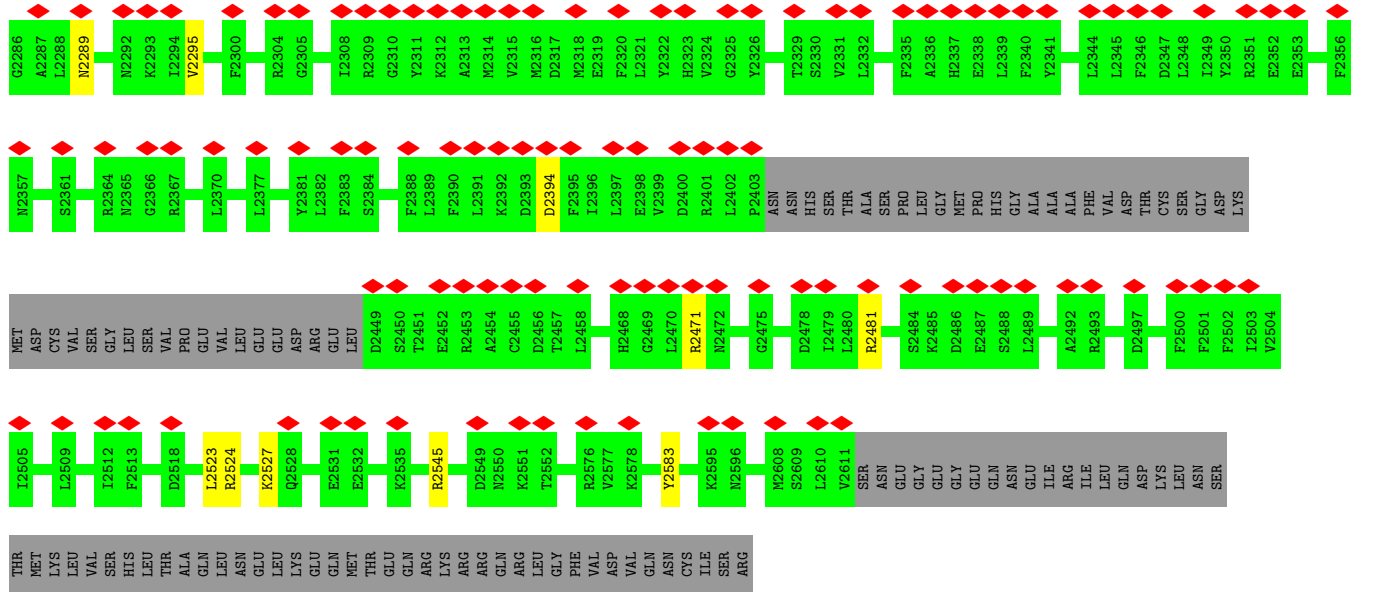 G2286 A2287 L2288 N2289 N2292 K2293 I2294 V2295 F2300 R2304 G2305 I2308 R2309 G2310 Y2311 K2312 A2313 M2314 V2315 M2316 D2317 M2318 E2319 F2320 L2321 Y2322 H2323 V2324 G2325 Y2326 T2329 S2330 V2331 L2332 F2335 A2336 H2337 E2338 L2339 F2340 Y2341 L2344 L2345 F2346 D2347 L2348 I2349 Y2350 R2351 E2352 E2353 F2356
N2357 S2361 R2364 N2365 G2366 R2367 L2370 L2377 Y2381 L2382 F2383 S2384 F2388 L2389 F2390 L2391 K2392 D2393 D2394 F2395 I2396 L2397 E2398 V2399 D2400 R2401 L2402 P2403 ASN ASN HIS SER THR ALA SER PRO LEU GLY MET PRO HIS GLY ALA ALA ALA PHE VAL ASP THR CYS SER GLY ASP LYS
MET ASP CYS VAL SER GLY LEU SER VAL PRO GLU VAL LEU GLU GLU ASP ARG GLU LEU D2449 S2450 T2451 E2452 R2453 A2454 C2455 D2456 T2457 L2458 H2468 G2469 L2470 R2471 N2472 G2475 D2478 I2479 L2480 R2481 S2484 K2485 D2486 E2487 S2488 L2489 A2492 R2493 D2497 F2500 F2501 F2502 I2503 V2504
I2505 L2509 I2512 F2513 D2518 L2523 R2524 K2527 Q2528 E2531 E2532 K2535 R2545 D2549 N2550 K2551 T2552 R2576 V2577 K2578 Y2583 K2595 N2596 M2608 S2609 L2610 V2611 SER ASN GLU GLY GLU GLY GLU GLN ASN GLU ILE ARG ILE LEU GLN ASP LYS LEU ASN SER
THR MET LYS LEU VAL SER HIS LEU THR ALA GLN LEU ASN GLU LEU LYS GLU GLN MET THR GLU GLN ARG LYS ARG ARG GLN ARG LEU GLY PHE VAL ASP VAL GLN ASN CYS ILE SER ARG